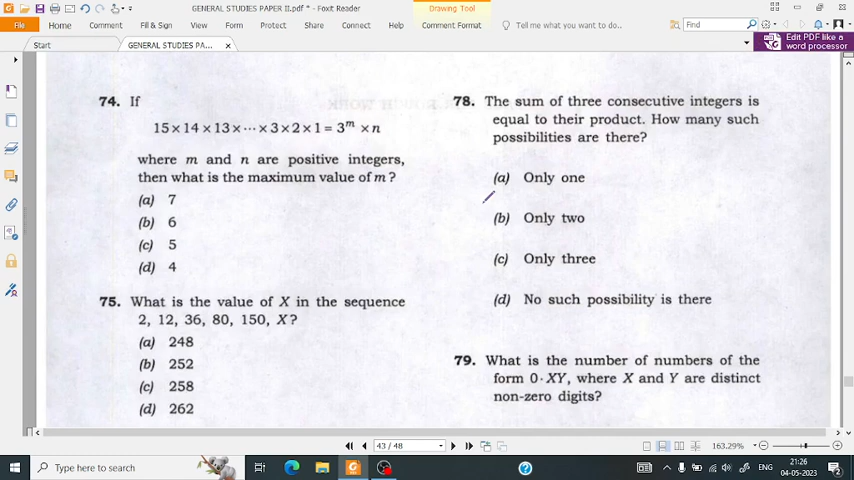 GENERAL STUDIES PAPER II.pdf * - Foxit Reader
Drawing Tool
File
Home
Comment
Fill & Sign
View
Form
Protect
Share
Connect
Help
Comment Format
Tell me what you want to do...
Find
Start
GENERAL STUDIES PA...
Edit PDF like a
word processor
74. If
15×14×13×⋯×3×2×1=3^m ×n
where m and n are positive integers,
then what is the maximum value of m?
(a) 7
(b) 6
(c) 5
(d) 4
75. What is the value of X in the sequence
2, 12, 36, 80, 150, X?
(a) 248
(b) 252
(c) 258
(d) 262
78. The sum of three consecutive integers is
equal to their product. How many such
possibilities are there?
(a) Only one
(b) Only two
(c) Only three
(d) No such possibility is there
79. What is the number of numbers of the
form 0·XY, where X and Y are distinct
non-zero digits?
43 / 48
163.29%
Type here to search
ENG
21:26
04-05-2023
2